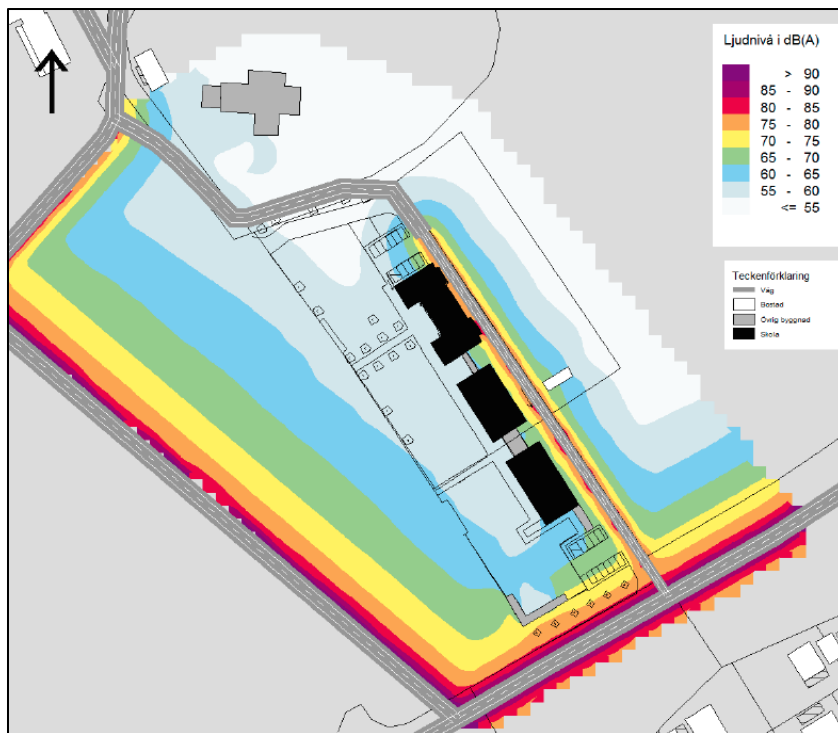 Ljudnivå i dB(A)
> 90
85 - 90
80 - 85
75 - 80
70 - 75
65 - 70
60 - 65
55 - 60
<= 55
Teckenförklaring
Väg
Bostad
Övrig byggnad
Skola